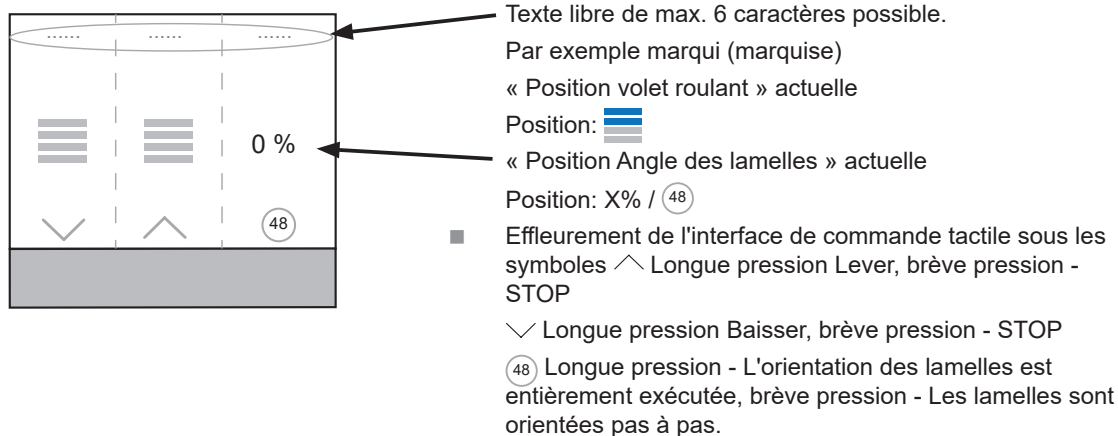 ...... ...... ......
0 %
48
Texte libre de max. 6 caractères possible.
Par exemple marqui (marquise)
« Position volet roulant » actuelle
Position:
« Position Angle des lamelles » actuelle
Position: X% / 48
■ Effleurement de l'interface de commande tactile sous les
symboles Longue pression Lever, brève pression -
STOP
Longue pression Baisser, brève pression - STOP
48 Longue pression - L'orientation des lamelles est
entièrement exécutée, brève pression - Les lamelles sont
orientées pas à pas.